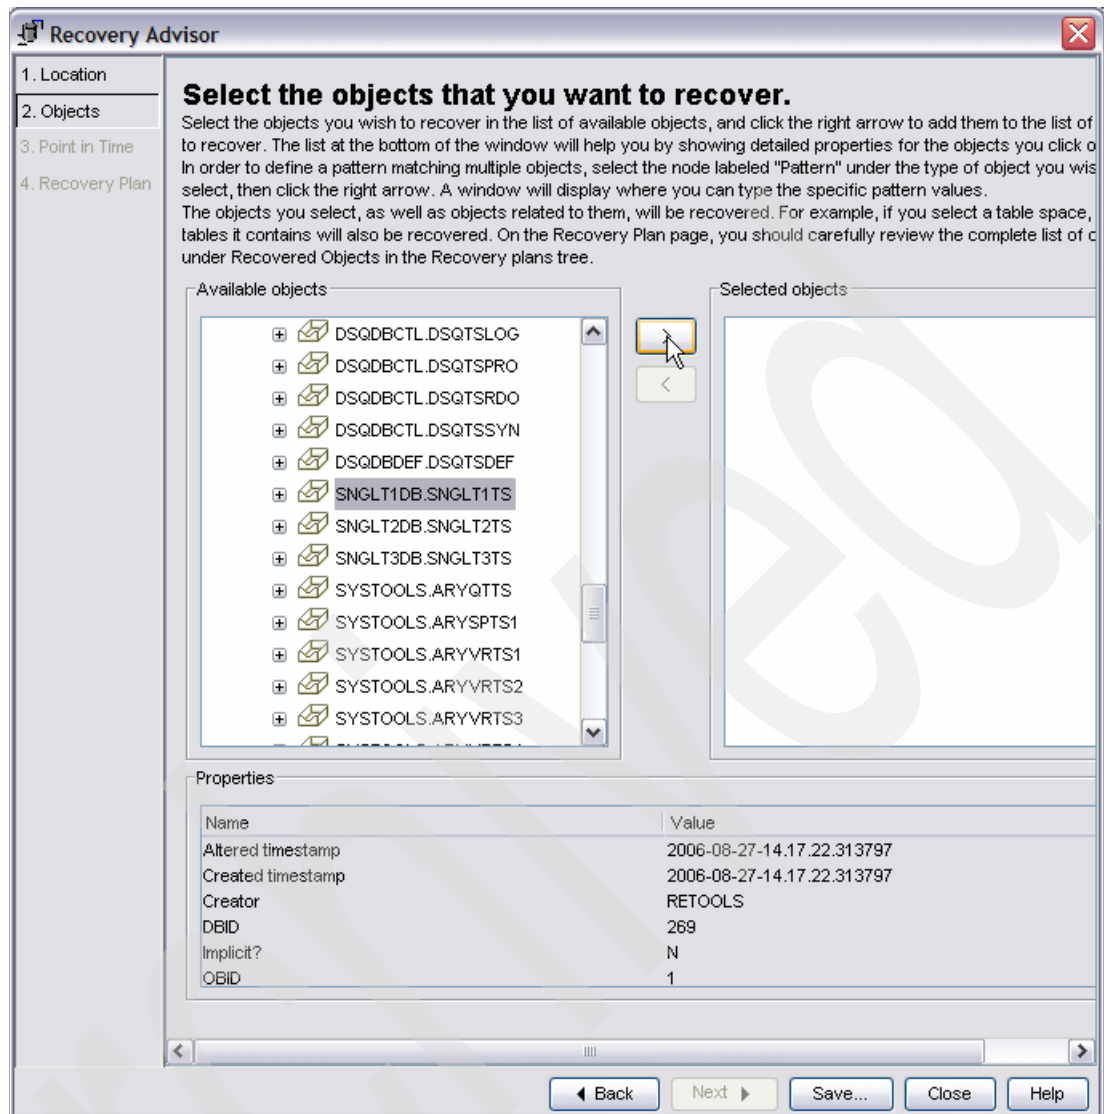 Recovery Advisor
1. Location
2. Objects
3. Point in Time
4. Recovery Plan
Select the objects that you want to recover.
Select the objects you wish to recover in the list of available objects, and click the right arrow to add them to the list of
to recover. The list at the bottom of the window will help you by showing detailed properties for the objects you click o
In order to define a pattern matching multiple objects, select the node labeled "Pattern" under the type of object you wis
select, then click the right arrow. A window will display where you can type the specific pattern values.
The objects you select, as well as objects related to them, will be recovered. For example, if you select a table space,
tables it contains will also be recovered. On the Recovery Plan page, you should carefully review the complete list of c
under Recovered Objects in the Recovery plans tree.
Available objects
DSQDBCTL.DSQTSLOG
DSQDBCTL.DSQTSPRO
DSQDBCTL.DSQTSRDO
DSQDBCTL.DSQTSSYN
DSQDBDEF.DSQTSDEF
SNGLT1DB.SNGLT1TS
SNGLT2DB.SNGLT2TS
SNGLT3DB.SNGLT3TS
SYSTOOLS.ARYQTTS
SYSTOOLS.ARYSPTS1
SYSTOOLS.ARYVRTS1
SYSTOOLS.ARYVRTS2
SYSTOOLS.ARYVRTS3
>
<
Selected objects
Properties
Name Value
Altered timestamp 2006-08-27-14.17.22.313797
Created timestamp 2006-08-27-14.17.22.313797
Creator RETOOLS
DBID 269
Implicit? N
OBID 1
Back Next Save... Close Help